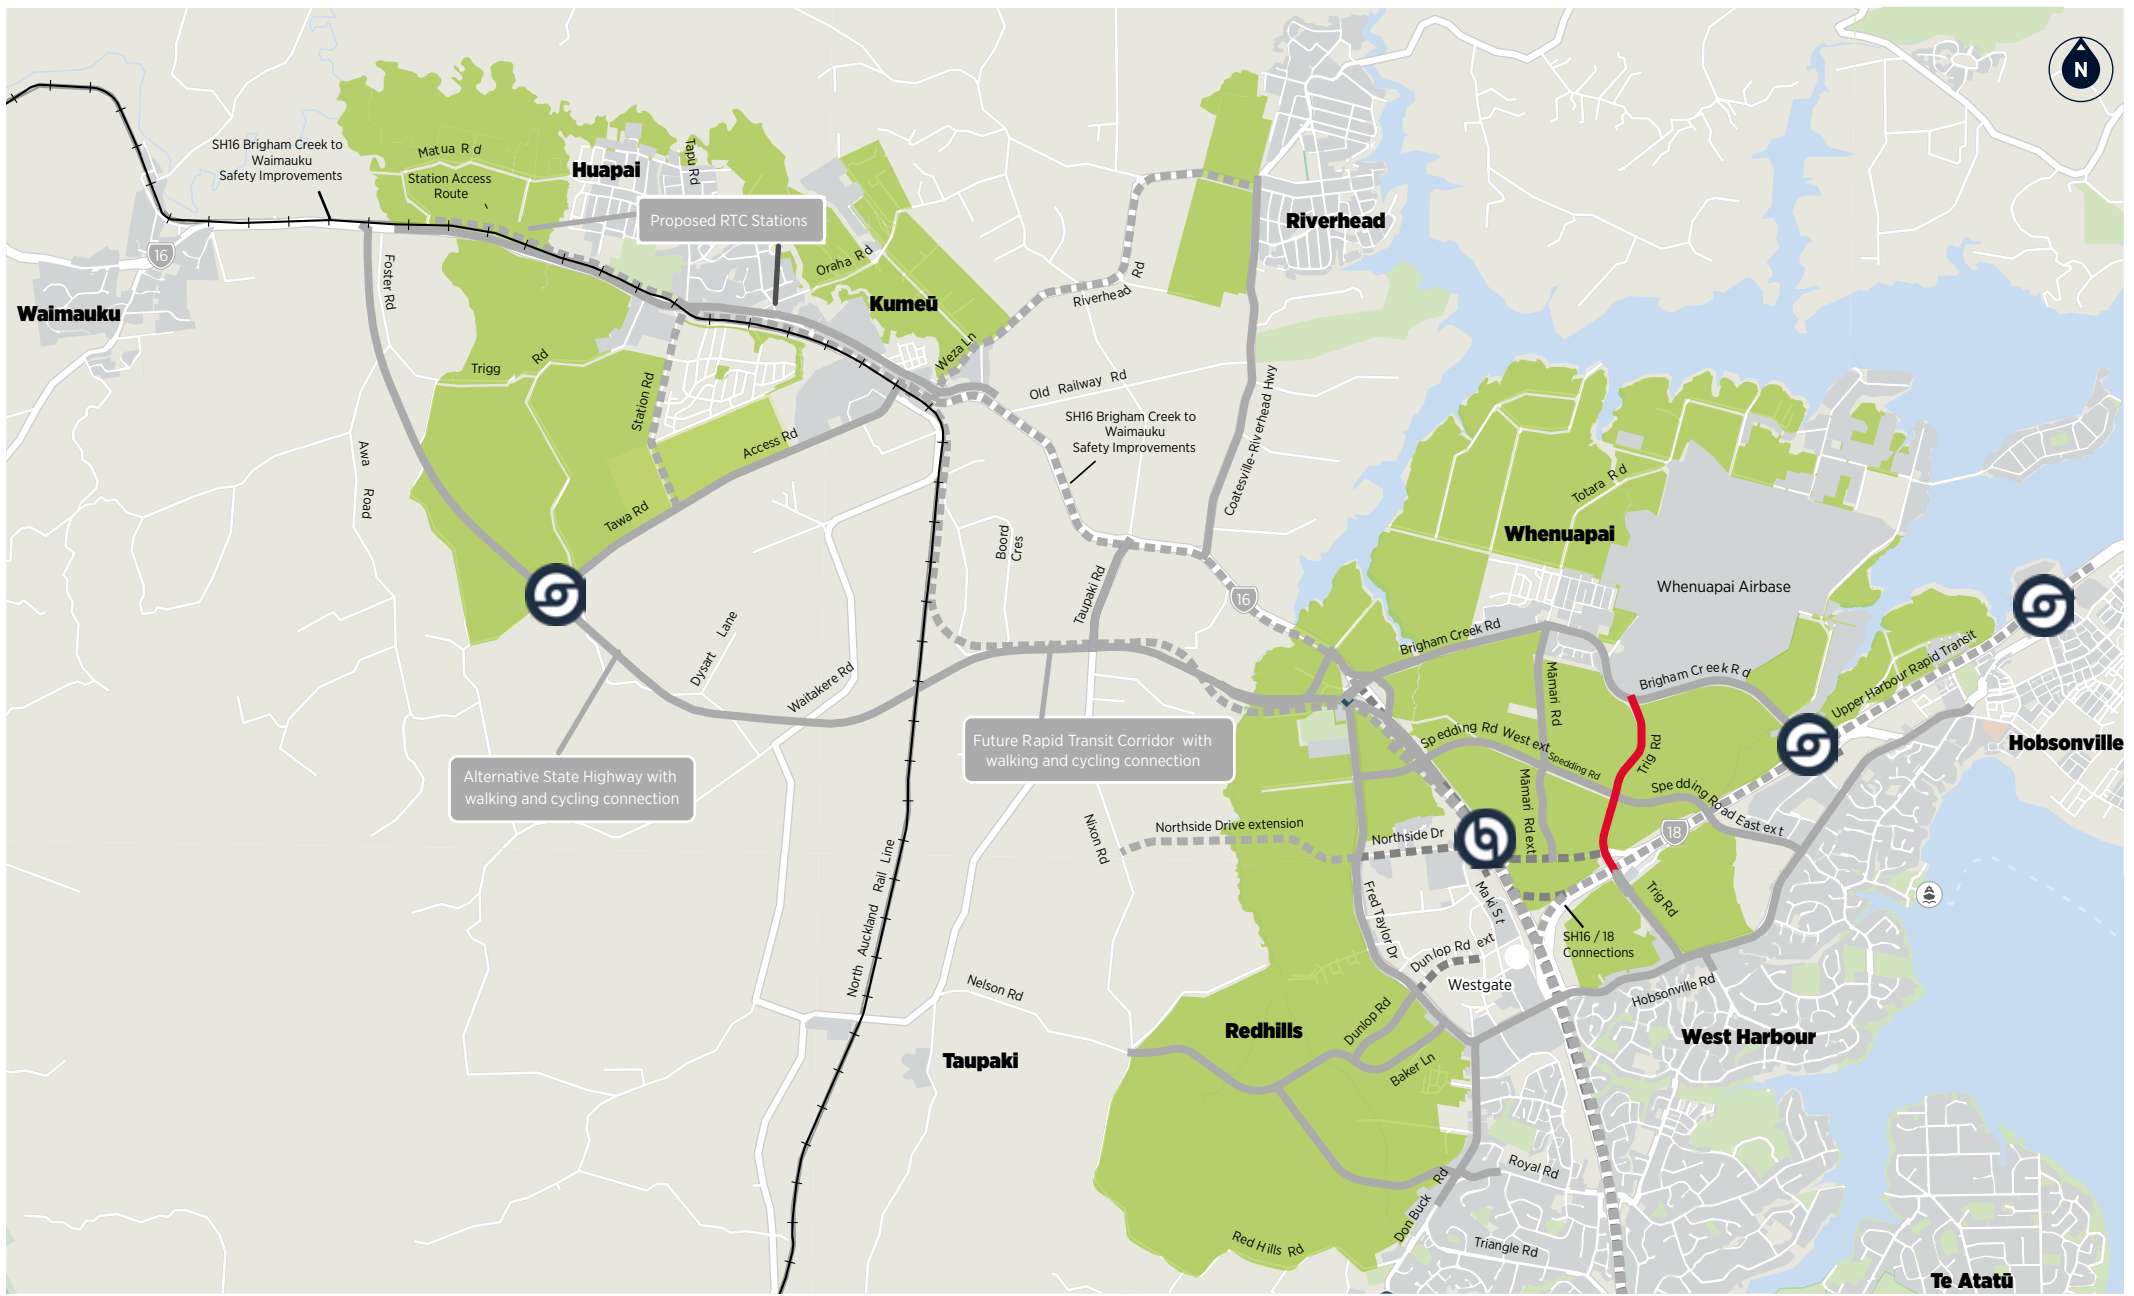 N
SH16 Brigham Creek to
Waimauku
Safety Improvements
Matua Rd
Station Access
Route
Huapai
Tapu Rd
Proposed RTC Stations
Riverhead
16
Waimauku
Foster Rd
Oraha Rd
Kumeū
Riverhead Rd
Weza Ln
Trigg Rd
Station Rd
Old Railway Rd
SH16 Brigham Creek to
Waimauku
Safety Improvements
Coatesville-Riverhead Hwy
Access Rd
Awa Road
Tawa Rd
Totara Rd
Whenuapai
Boord
Cres
Whenuapai Airbase
Taupaki Rd
16
Dysart Lane
Brigham Creek Rd
Waitakere Rd
Māmari Rd
Brigham Creek Rd
Upper Harbour Rapid Transit
Future Rapid Transit Corridor with
walking and cycling connection
Spedding Rd West ext
Spedding Rd
Trig Rd
Hobsonville
Alternative State Highway with
walking and cycling connection
Māmari Rd ext
Spedding Road East ext
Nixon Rd
Northside Drive extension
Northside Dr
18
North Auckland Rail Line
Fred Taylor Dr
Maki St
Trig Rd
SH16 / 18
Connections
Dunlop Rd ext
Westgate
Nelson Rd
Hobsonville Rd
Redhills
Dunlop Rd
West Harbour
Taupaki
Baker Ln
Royal Rd
Don Buck Rd
Red Hills Rd
Triangle Rd
Te Atatū